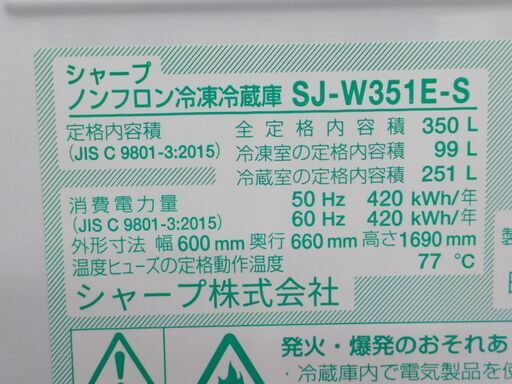 シャープ
ノンフロン冷凍冷蔵庫 SJ-W351E-S
定格内容積 全定格内容積 350 L
(JIS C 9801-3:2015) 冷凍室の定格内容積 99 L
冷蔵室の定格内容積 251 L
消費電力量 50 Hz 420 kWh/年
(JIS C 9801-3:2015) 60 Hz 420 kWh/年
外形寸法 幅 600 mm 奥行 660 mm 高さ 1690 mm
温度ヒューズの定格動作温度 77 ℃
シャープ株式会社
製
発火・爆発のおそれあ
・冷蔵庫内で電気製品を使